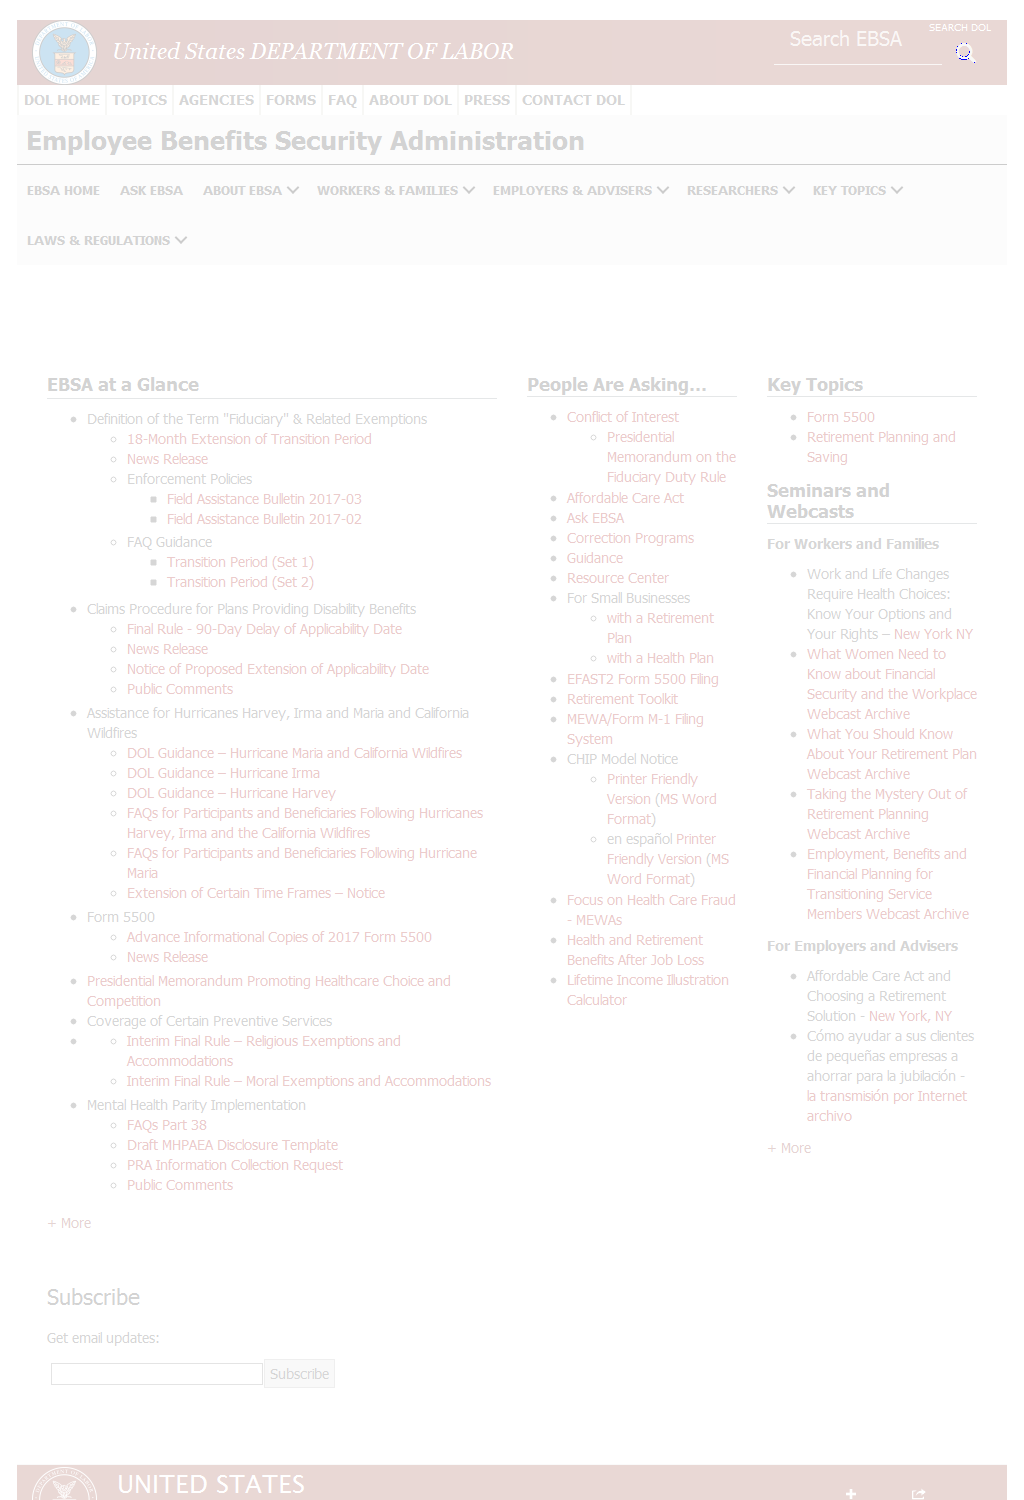 United States DEPARTMENT OF LABOR
Search EBSA
SEARCH DOL
DOL HOME
TOPICS
AGENCIES
FORMS
FAQ
ABOUT DOL
PRESS
CONTACT DOL
Employee Benefits Security Administration
EBSA HOME
ASK EBSA
ABOUT EBSA
WORKERS & FAMILIES
EMPLOYERS & ADVISERS
RESEARCHERS
KEY TOPICS
LAWS & REGULATIONS
EBSA at a Glance
Definition of the Term "Fiduciary" & Related Exemptions
18-Month Extension of Transition Period
News Release
Enforcement Policies
Field Assistance Bulletin 2017-03
Field Assistance Bulletin 2017-02
FAQ Guidance
Transition Period (Set 1)
Transition Period (Set 2)
Claims Procedure for Plans Providing Disability Benefits
Final Rule - 90-Day Delay of Applicability Date
News Release
Notice of Proposed Extension of Applicability Date
Public Comments
Assistance for Hurricanes Harvey, Irma and Maria and California
Wildfires
DOL Guidance – Hurricane Maria and California Wildfires
DOL Guidance – Hurricane Irma
DOL Guidance – Hurricane Harvey
FAQs for Participants and Beneficiaries Following Hurricanes
Harvey, Irma and the California Wildfires
FAQs for Participants and Beneficiaries Following Hurricane
Maria
Extension of Certain Time Frames – Notice
Form 5500
Advance Informational Copies of 2017 Form 5500
News Release
Presidential Memorandum Promoting Healthcare Choice and
Competition
Coverage of Certain Preventive Services
Interim Final Rule – Religious Exemptions and
Accommodations
Interim Final Rule – Moral Exemptions and Accommodations
Mental Health Parity Implementation
FAQs Part 38
Draft MHPAEA Disclosure Template
PRA Information Collection Request
Public Comments
+ More
People Are Asking...
Conflict of Interest
Presidential
Memorandum on the
Fiduciary Duty Rule
Affordable Care Act
Ask EBSA
Correction Programs
Guidance
Resource Center
For Small Businesses
with a Retirement
Plan
with a Health Plan
EFAST2 Form 5500 Filing
Retirement Toolkit
MEWA/Form M-1 Filing
System
CHIP Model Notice
Printer Friendly
Version (MS Word
Format)
en español Printer
Friendly Version (MS
Word Format)
Focus on Health Care Fraud
- MEWAs
Health and Retirement
Benefits After Job Loss
Lifetime Income Illustration
Calculator
Key Topics
Form 5500
Retirement Planning and
Saving
Seminars and
Webcasts
For Workers and Families
Work and Life Changes
Require Health Choices:
Know Your Options and
Your Rights – New York NY
What Women Need to
Know about Financial
Security and the Workplace
Webcast Archive
What You Should Know
About Your Retirement Plan
Webcast Archive
Taking the Mystery Out of
Retirement Planning
Webcast Archive
Employment, Benefits and
Financial Planning for
Transitioning Service
Members Webcast Archive
For Employers and Advisers
Affordable Care Act and
Choosing a Retirement
Solution - New York, NY
Cómo ayudar a sus clientes
de pequeñas empresas a
ahorrar para la jubilación -
la transmisión por Internet
archivo
+ More
Subscribe
Get email updates:
Subscribe
UNITED STATES